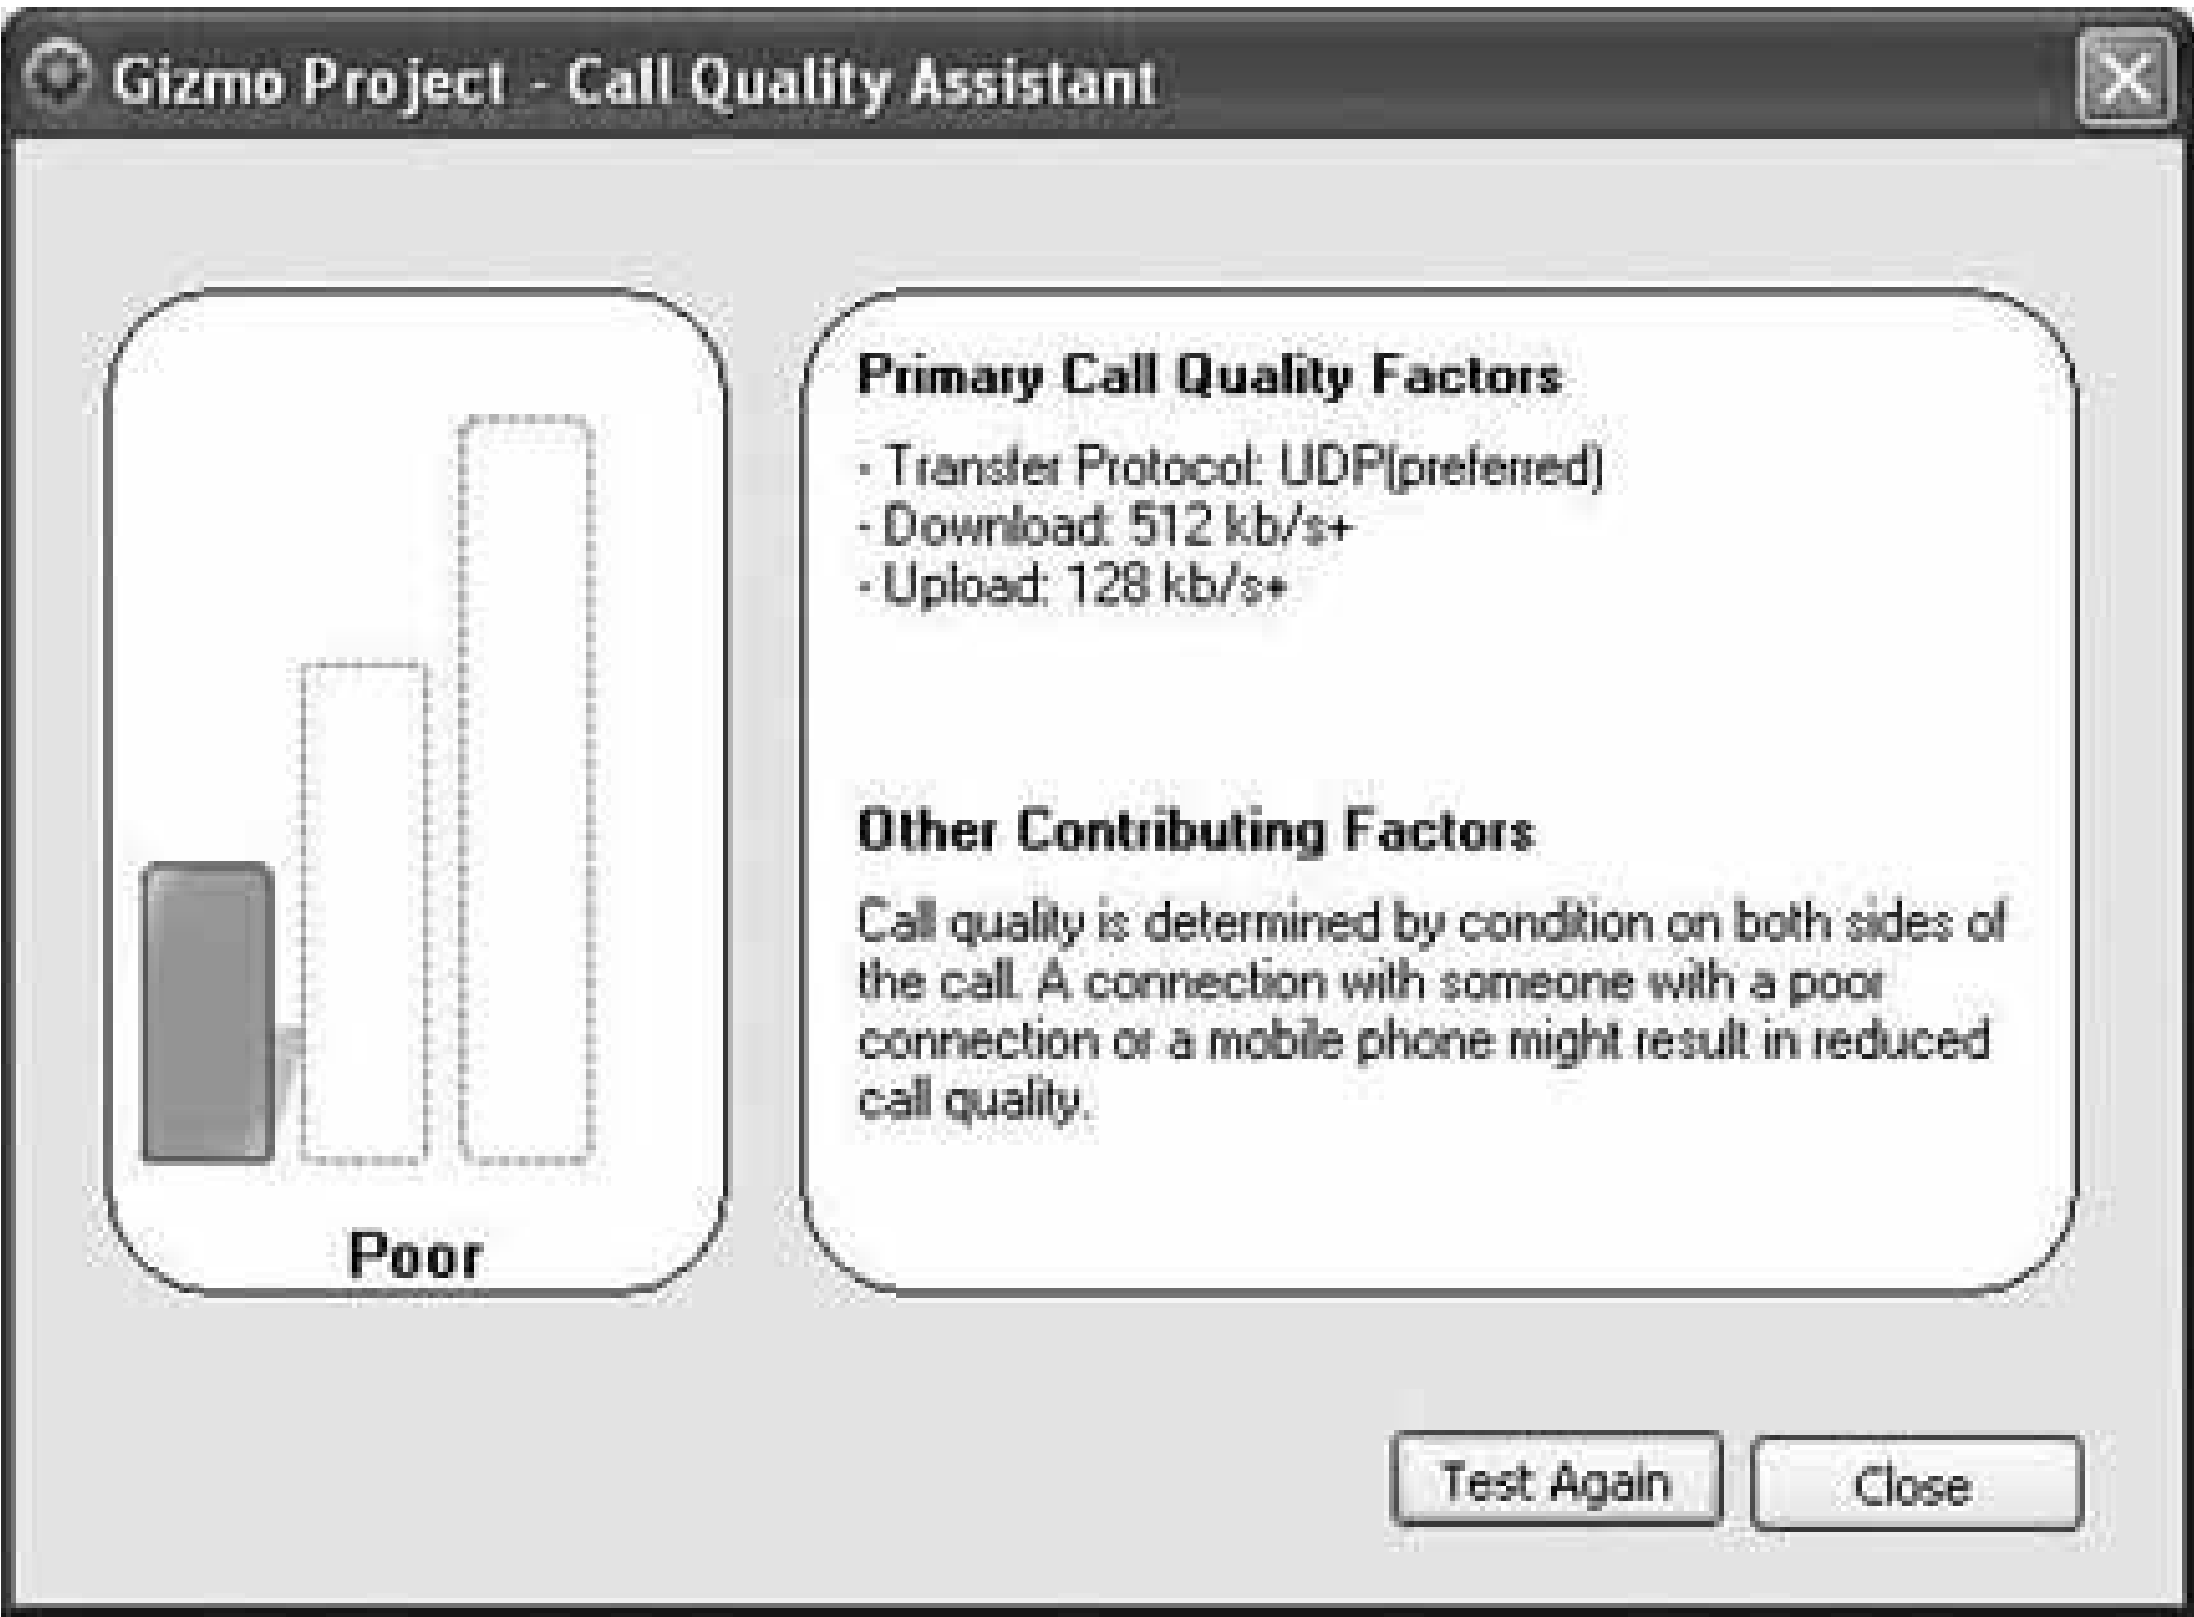 Gizmo Project - Call Quality Assistant
Primary Call Quality Factors
- Transfer Protocol: UDP(preferred)
- Download: 512 kb/s+
- Upload: 128 kb/s+
Other Contributing Factors
Call quality is determined by condition on both sides of
the call. A connection with someone with a poor
connection or a mobile phone might result in reduced
call quality.
Poor
Test Again
Close